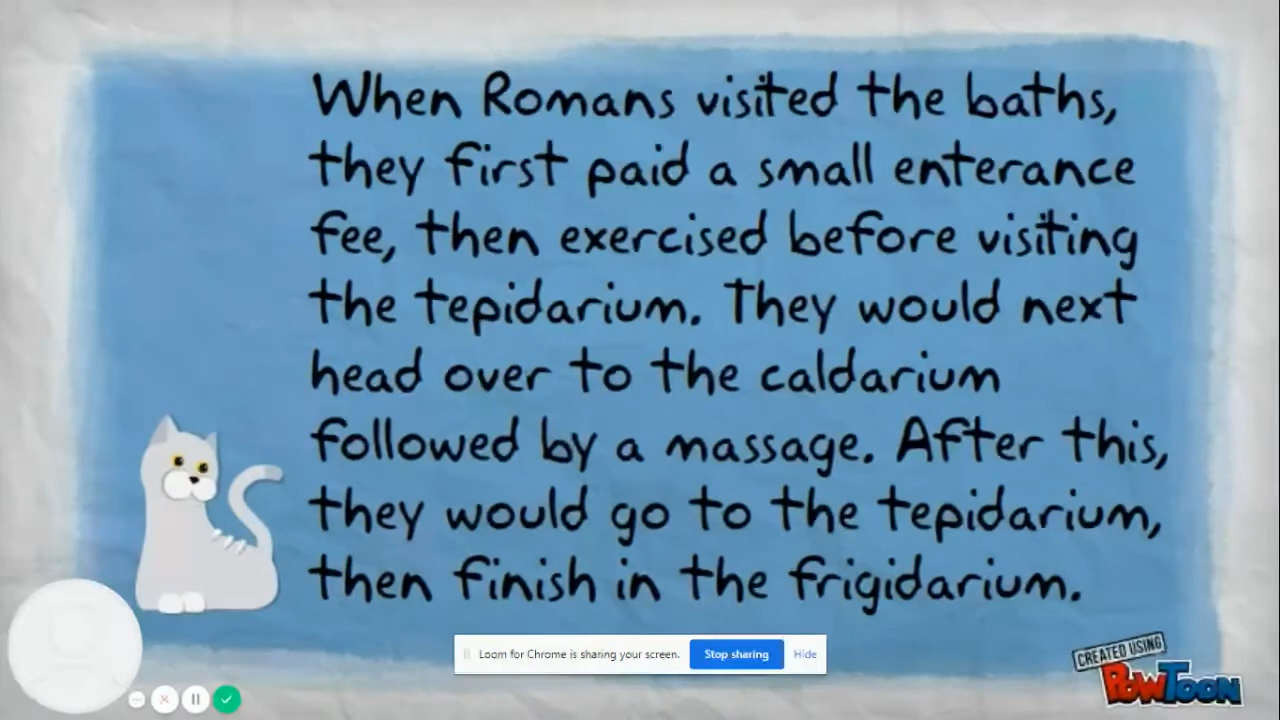 When Romans visited the baths,
they first paid a small enterance
fee, then exercised before visiting
the tepidarium. They would next
head over to the caldarium
followed by a massage. After this,
they would go to the tepidarium,
then finish in the frigidarium.
Loom for Chrome is sharing your screen. Stop sharing Hide
CREATED USING
POWTOON